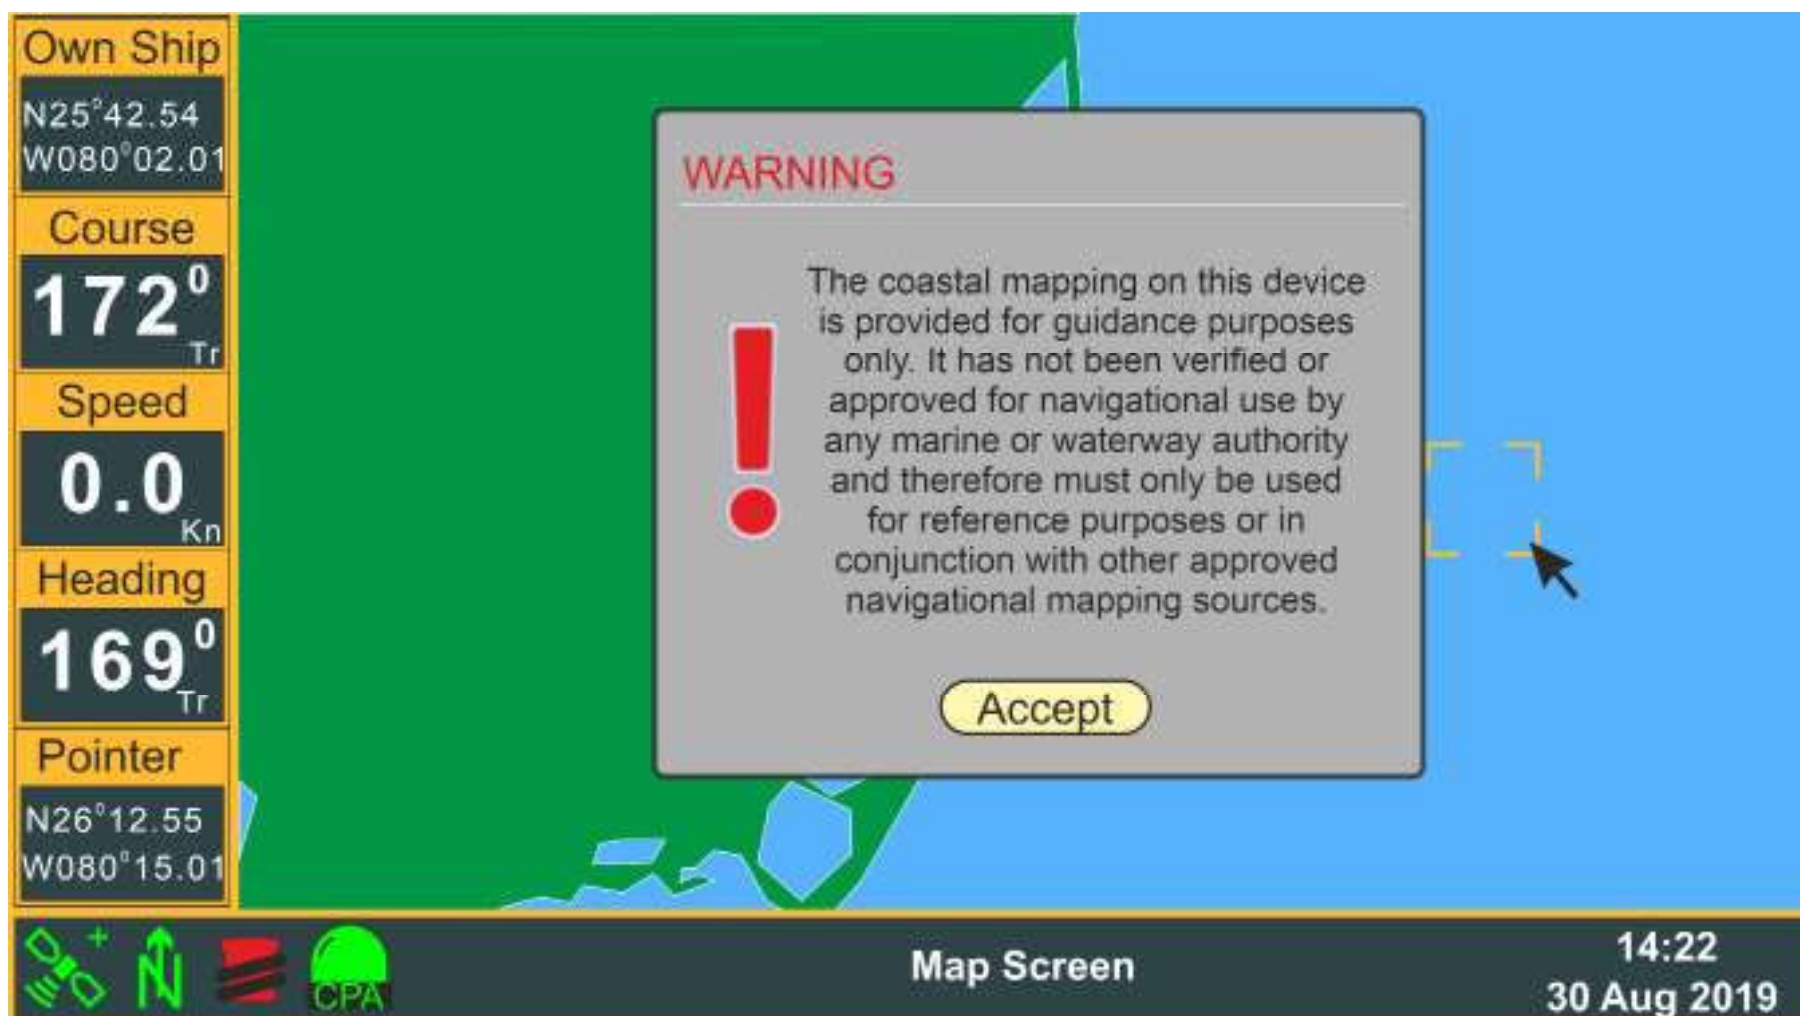 Own Ship
N25°42.54
W080°02.01
Course
172°
Tr
Speed
0.0
Kn
Heading
169°
Tr
Pointer
N26°12.55
W080°15.01
WARNING
The coastal mapping on this device
is provided for guidance purposes
only. It has not been verified or
approved for navigational use by
any marine or waterway authority
and therefore must only be used
for reference purposes or in
conjunction with other approved
navigational mapping sources.
Accept
N
CPA
Map Screen
14:22
30 Aug 2019